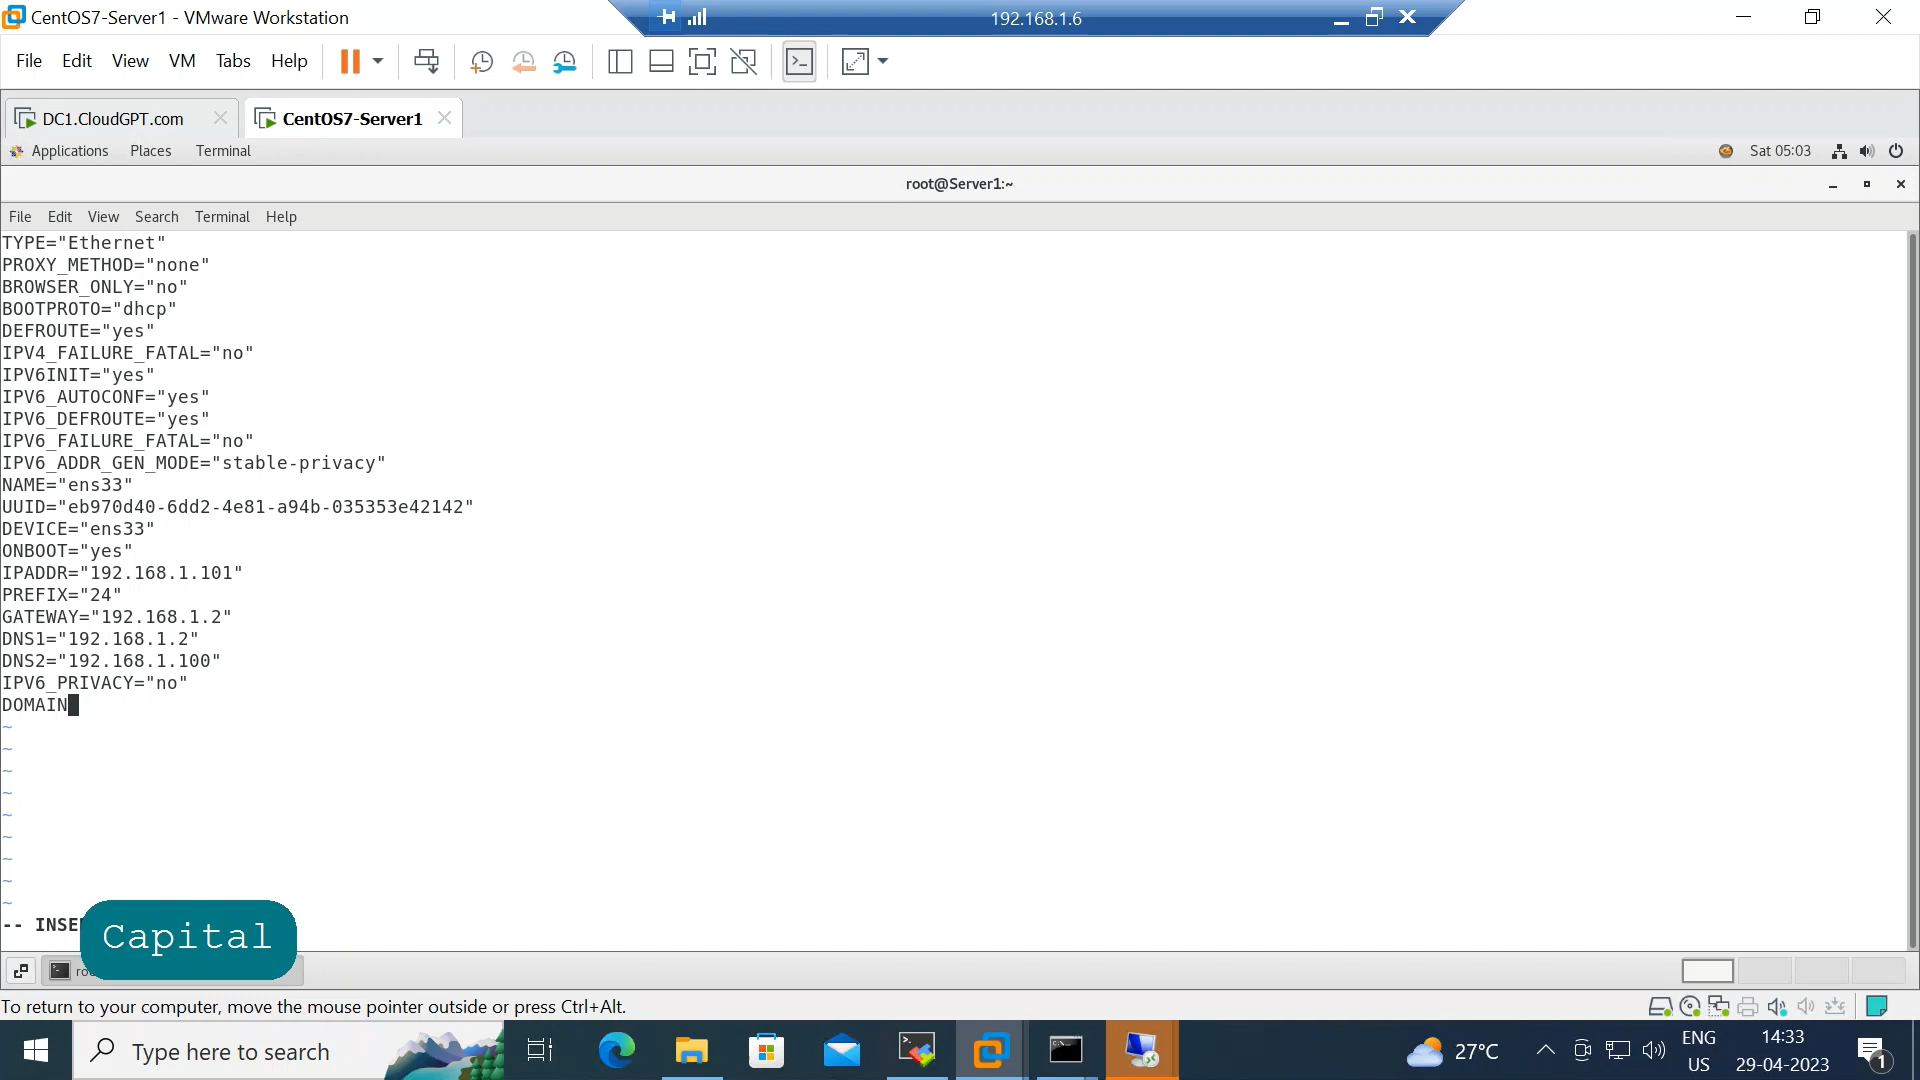 CentOS7-Server1 - VMware Workstation
192.168.1.6
File Edit View VM Tabs Help
DC1.CloudGPT.com
CentOS7-Server1
Applications Places Terminal
Sat 05:03
root@Server1:~
File Edit View Search Terminal Help
TYPE="Ethernet"
PROXY_METHOD="none"
BROWSER_ONLY="no"
BOOTPROTO="dhcp"
DEFROUTE="yes"
IPV4_FAILURE_FATAL="no"
IPV6INIT="yes"
IPV6_AUTOCONF="yes"
IPV6_DEFROUTE="yes"
IPV6_FAILURE_FATAL="no"
IPV6_ADDR_GEN_MODE="stable-privacy"
NAME="ens33"
UUID="eb970d40-6dd2-4e81-a94b-035353e42142"
DEVICE="ens33"
ONBOOT="yes"
IPADDR="192.168.1.101"
PREFIX="24"
GATEWAY="192.168.1.2"
DNS1="192.168.1.2"
DNS2="192.168.1.100"
IPV6_PRIVACY="no"
DOMAIN
~
~
~
~
~
~
~
~
~
-- INSE
Capital
To return to your computer, move the mouse pointer outside or press Ctrl+Alt.
Type here to search
27°C
ENG
US
14:33
29-04-2023
1